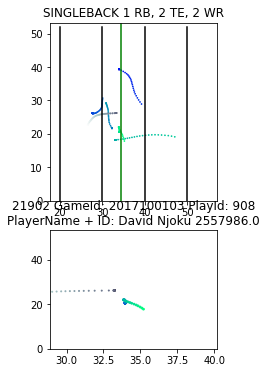 SINGLEBACK 1 RB, 2 TE, 2 WR
50
40
30
20
10
0
20 30 40 50
21902 GameId: 2017100103 PlayId: 908
PlayerName + ID: David Njoku 2557986.0
40
20
0
30.0 32.5 35.0 37.5 40.0